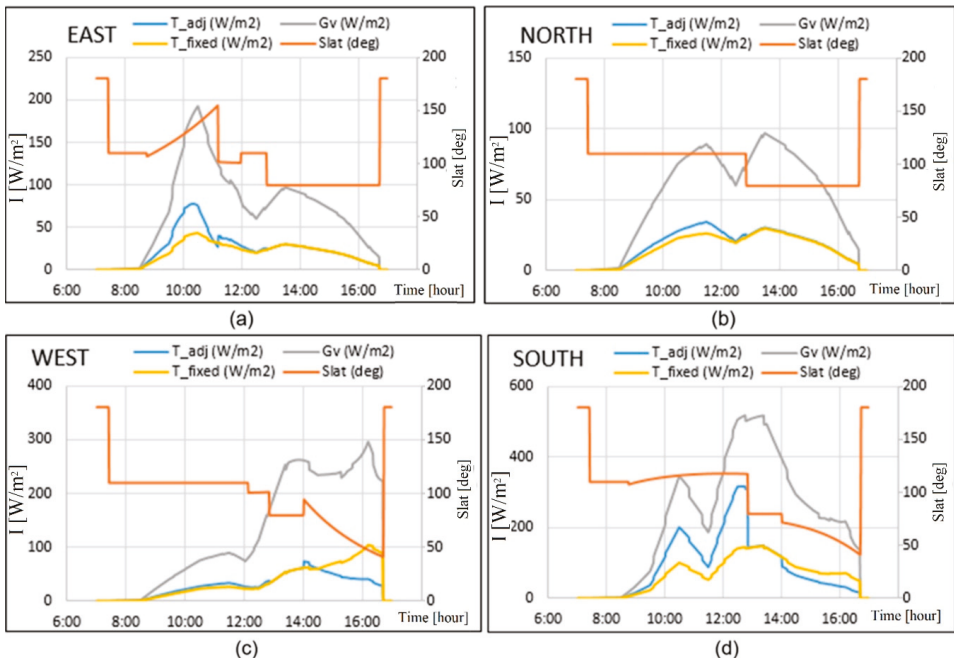 EAST
T_adj (W/m2) Gv (W/m2)
T_fixed (W/m2) Slat (deg)
250 200 150 100 50 0
I [W/m²]
200 150 100 50 0
Slat [deg]
6:00 8:00 10:00 12:00 14:00 16:00
Time [hour]
(a)
NORTH
T_adj (W/m2) Gv (W/m2)
T_fixed (W/m2) Slat (deg)
150 100 50 0
I [W/m²]
200 150 100 50 0
Slat [deg]
6:00 8:00 10:00 12:00 14:00 16:00
Time [hour]
(b)
WEST
T_adj (W/m2) Gv (W/m2)
T_fixed (W/m2) Slat (deg)
400 300 200 100 0
I [W/m²]
200 150 100 50 0
Slat [deg]
6:00 8:00 10:00 12:00 14:00 16:00
Time [hour]
(c)
SOUTH
T_adj (W/m2) Gv (W/m2)
T_fixed (W/m2) Slat (deg)
600 400 200 0
I [W/m²]
200 150 100 50 0
Slat [deg]
6:00 8:00 10:00 12:00 14:00 16:00
Time [hour]
(d)